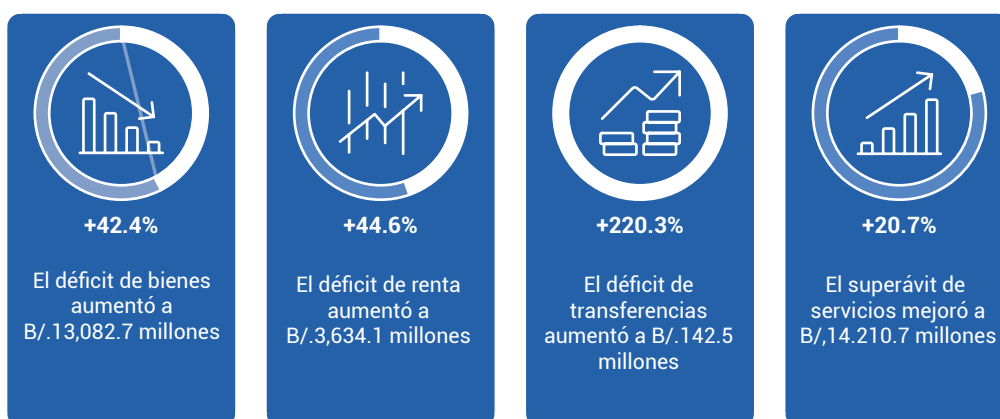 +42.4%
El déficit de bienes
aumentó a
B/.13,082.7 millones
+44.6%
El déficit de renta
aumentó a
B/.3,634.1 millones
+220.3%
El déficit de
transferencias
aumentó a B/.142.5
millones
+20.7%
El superávit de
servicios mejoró a
B/,14.210.7 millones